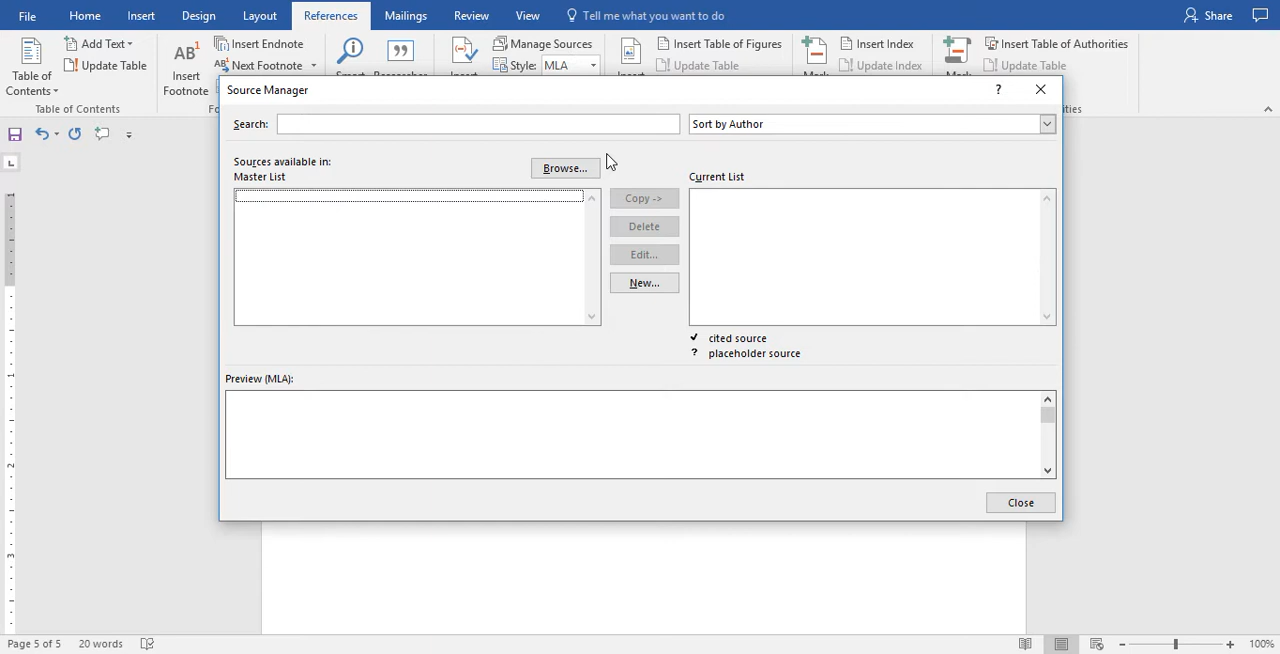 File Home Insert Design Layout References Mailings Review View Tell me what you want to do Share
Table of Contents
Add Text
Update Table
Table of Contents
AB1
Insert Footnote
Insert Endnote
Next Footnote
Manage Sources
Style: MLA
Insert Table of Figures
Update Table
Insert Index
Update Index
Insert Table of Authorities
Update Table
Source Manager
Search:
Sort by Author
Sources available in:
Master List
Browse...
Current List
Copy ->
Delete
Edit...
New...
✔ cited source
? placeholder source
Preview (MLA):
Close
Page 5 of 5 20 words 100%